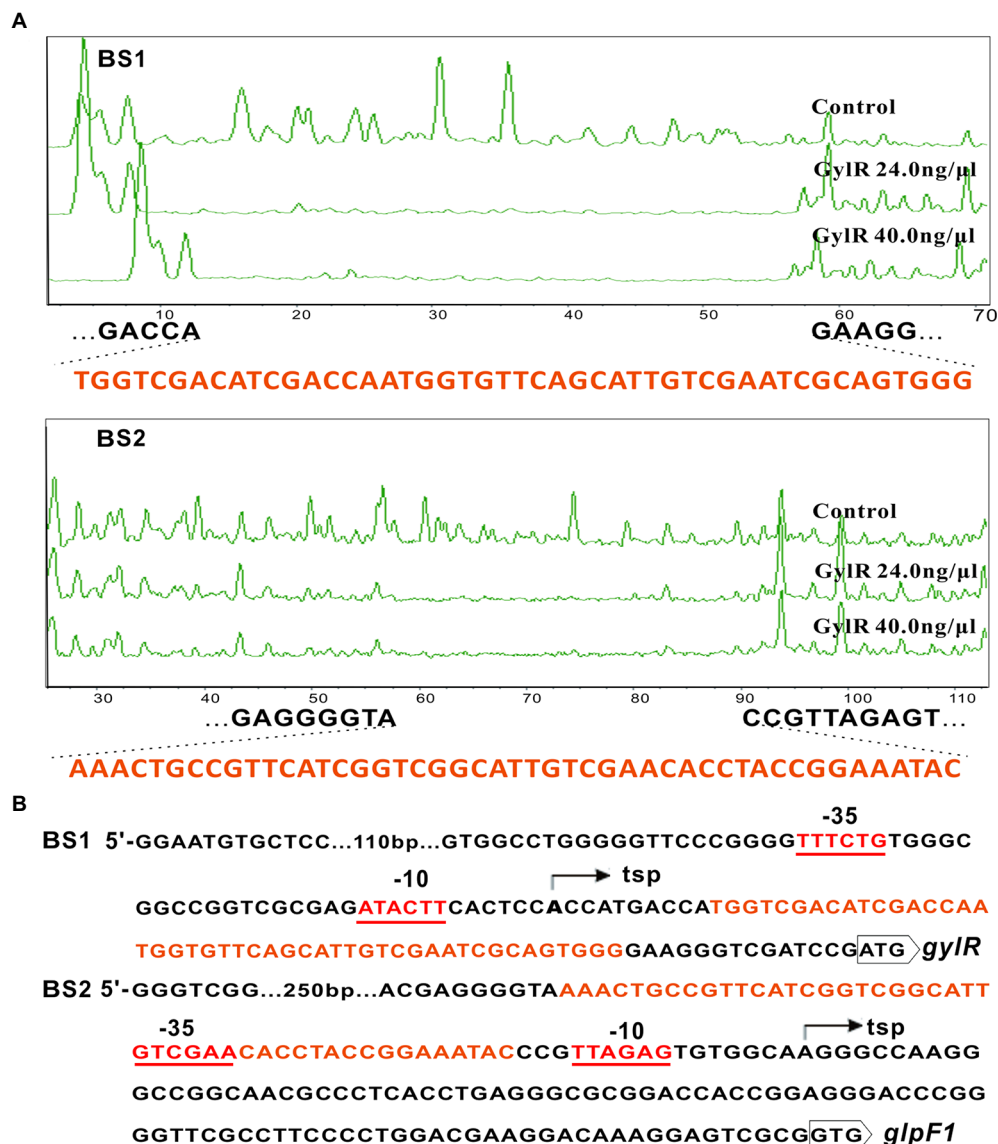 A
BS1
Control
GylR 24.0ng/µl
GylR 40.0ng/µl
10 20 30 40 50 60 70
...GACCA GAAGG...
TGGTCGACATCGACCAATGGTGTTCAGCATTGTCGAATCGCAGTGGG
BS2
Control
GylR 24.0ng/µl
GylR 40.0ng/µl
30 40 50 60 70 80 90 100 110
...GAGGGGTA CCGTTAGAGT...
AAACTGCCGTTCATCGGTCGGCATTGTCGAACACCTACCGGAAATAC
B
-35
BS1 5'-GGAATGTGCTCC...110bp...GTGGCCTGGGGGTTCCCGGGGTTTCTGTGGGC
-10 tsp
GGCCGGTCGCGAGATACTTCACTCCACCATGACCATGGTCGACATCGACCAA
TGGTGTTCAGCATTGTCGAATCGCAGTGGGGAAGGGTCGATCCGATG gylR
BS2 5'-GGGTCGG...250bp...ACGAGGGGTAAAACTGCCGTTCATCGGTCGGCATT
-35 -10 tsp
GTCGAACACCTACCGGAAATACCCGTTAGAGTGTGGCAAGGGCCAAGG
GCCGGCAACGCCCTCACCTGAGGGCGCGGACCACCGGAGGGACCCGG
GGTTCGCCTTCCCCTGGACGAAGGACAAAGGAGTCGCGGTG glpF1